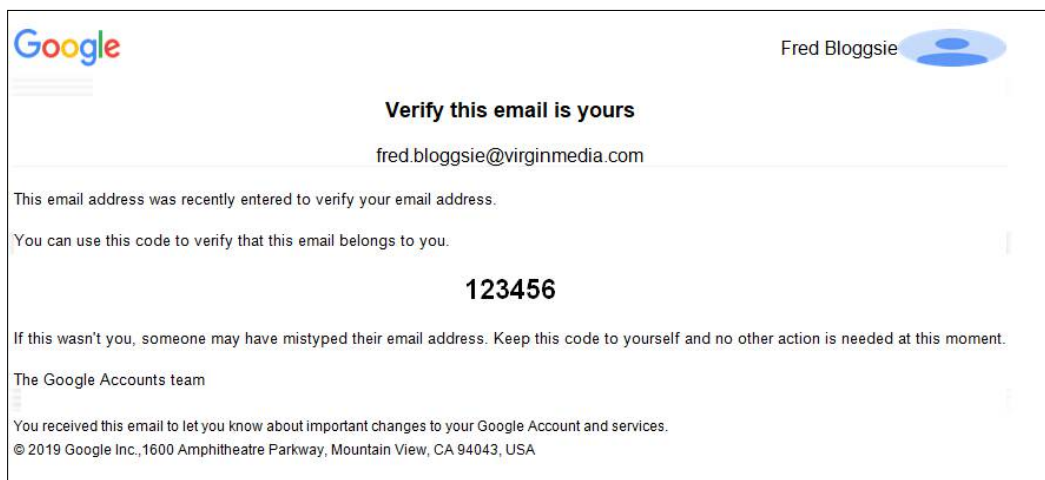 Google
Fred Bloggsie
Verify this email is yours
fred.bloggsie@virginmedia.com
This email address was recently entered to verify your email address.
You can use this code to verify that this email belongs to you.
123456
If this wasn't you, someone may have mistyped their email address. Keep this code to yourself and no other action is needed at this moment.
The Google Accounts team
You received this email to let you know about important changes to your Google Account and services.
© 2019 Google Inc.,1600 Amphitheatre Parkway, Mountain View, CA 94043, USA